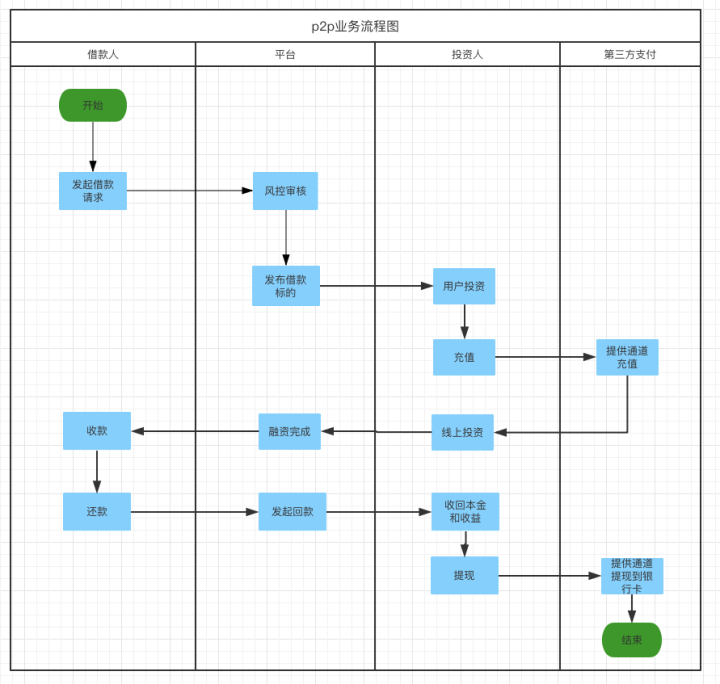 p2p业务流程图
借款人
平台
投资人
第三方支付
开始
发起借款
请求
风控审核
发布借款
标的
用户投资
充值
提供通道
充值
收款
融资完成
线上投资
还款
发起回款
收回本金
和收益
提现
提供通道
提现到银
行卡
结束